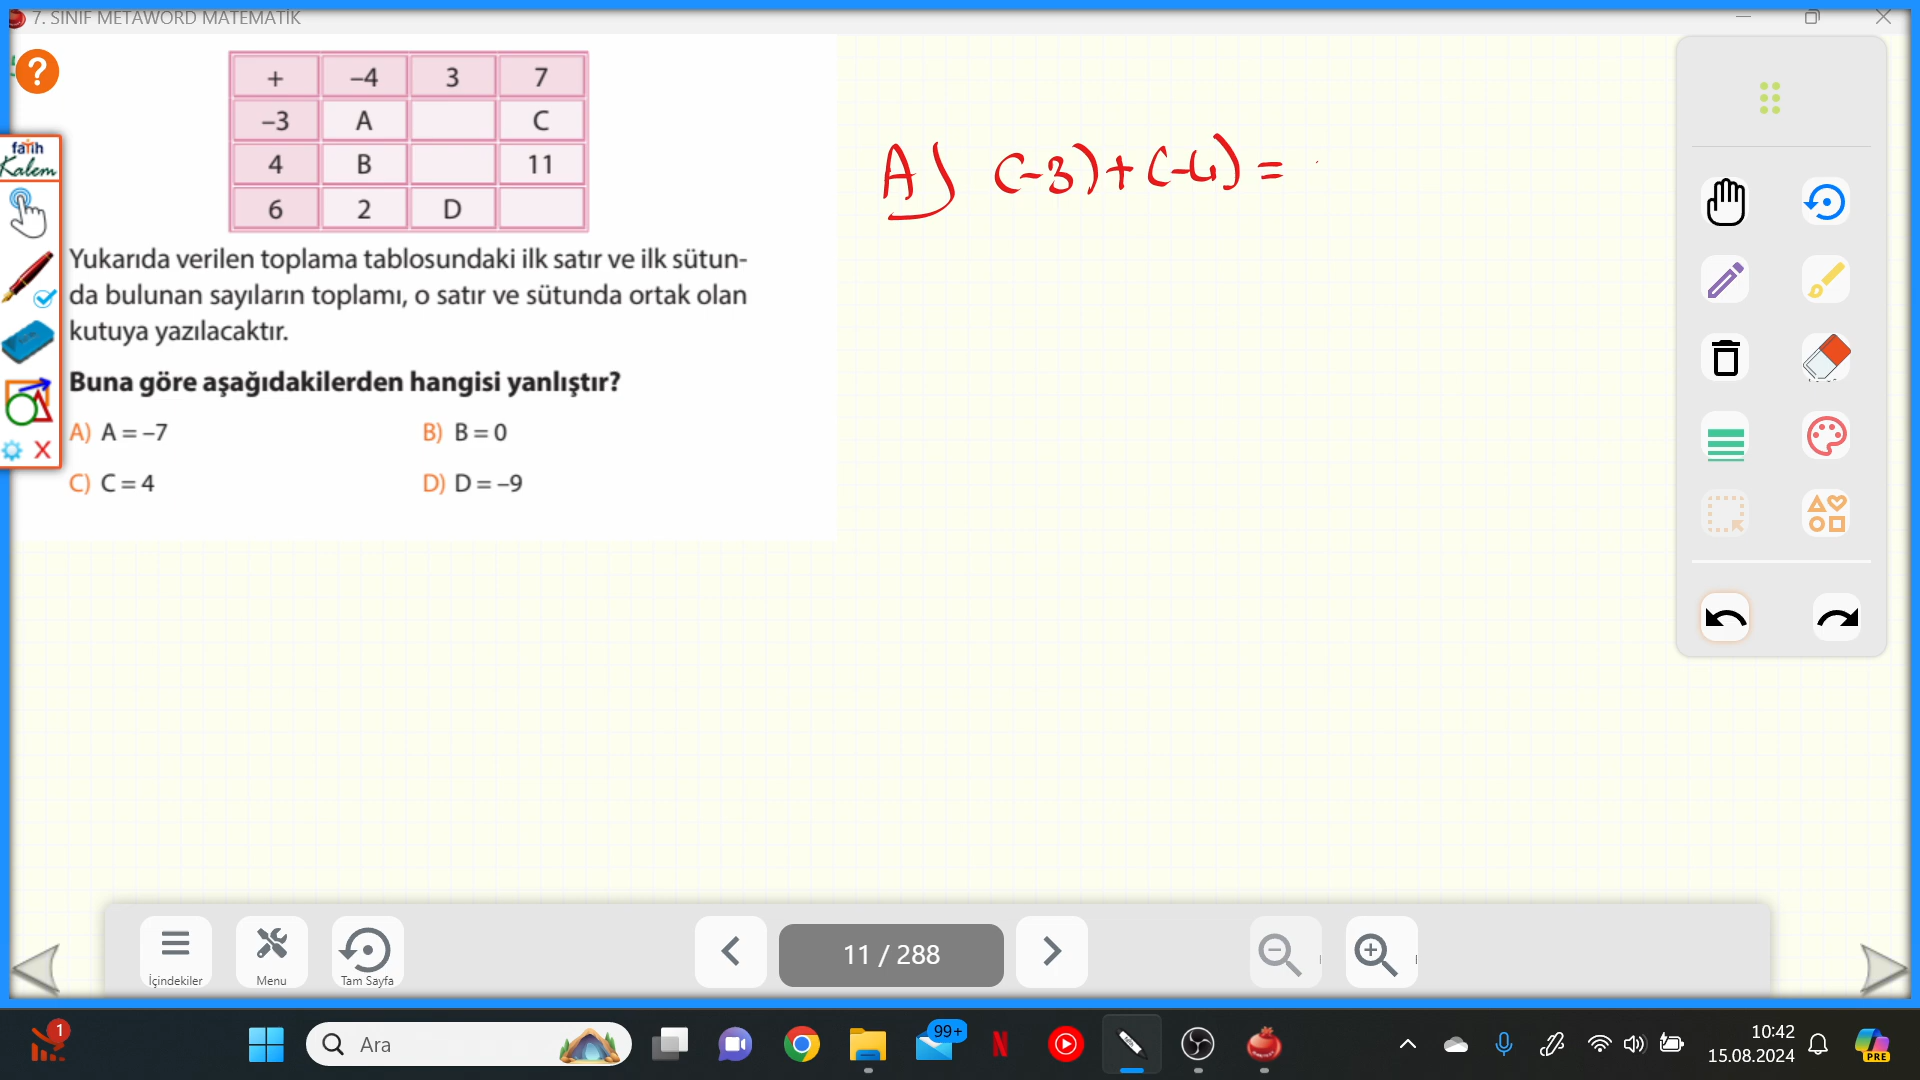 7. SINIF METAWORD MATEMATİK
+ –4 3 7
–3 A C
4 B 11
6 2 D
Yukarıda verilen toplama tablosundaki ilk satır ve ilk sütun-
da bulunan sayıların toplamı, o satır ve sütunda ortak olan
kutuya yazılacaktır.
Buna göre aşağıdakilerden hangisi yanlıştır?
A) A = –7 B) B = 0
C) C = 4 D) D = –9
A) (-3)+(-4) =
?
fatih
Kalem
X
İçindekiler
Menu
Tam Sayfa
11 / 288
1
Ara
99+
N
10:42
15.08.2024
PRE